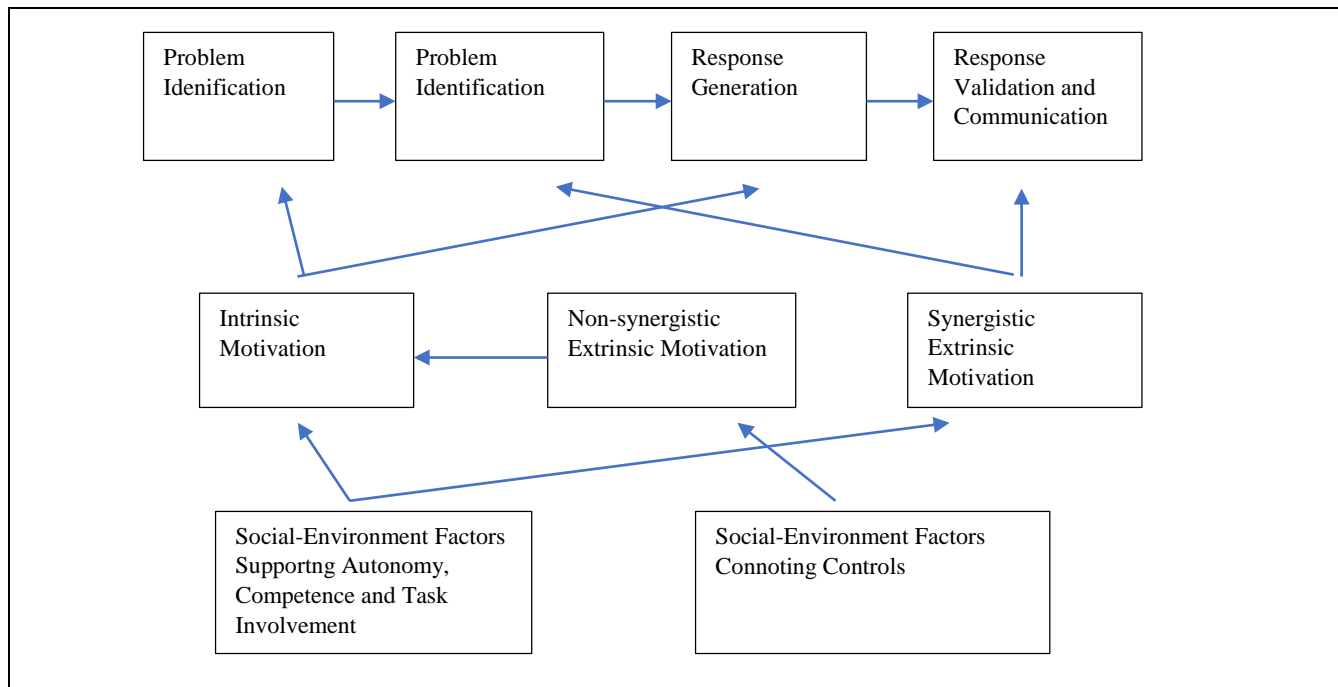 Problem
Idenification
Problem
Identification
Response
Generation
Response
Validation and
Communication
Intrinsic
Motivation
Non-synergistic
Extrinsic Motivation
Synergistic
Extrinsic
Motivation
Social-Environment Factors
Supportng Autonomy,
Competence and Task
Involvement
Social-Environment Factors
Connoting Controls